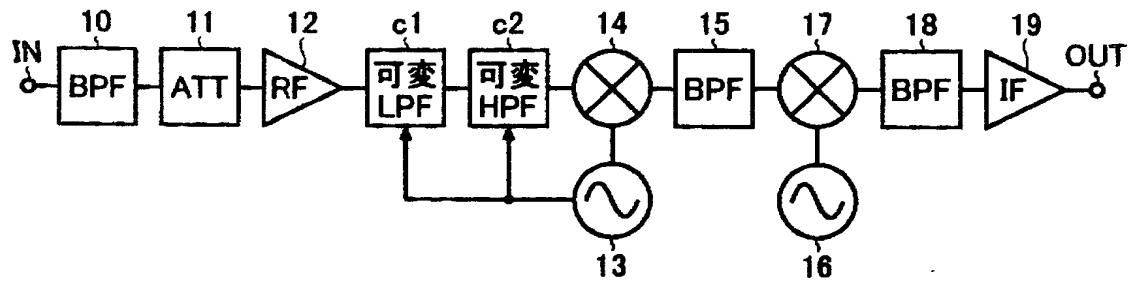 10
11
12
c1
c2
14
15
17
18
19
IN
OUT
BPF
ATT
RF
可変
LPF
可変
HPF
BPF
BPF
IF
13
16